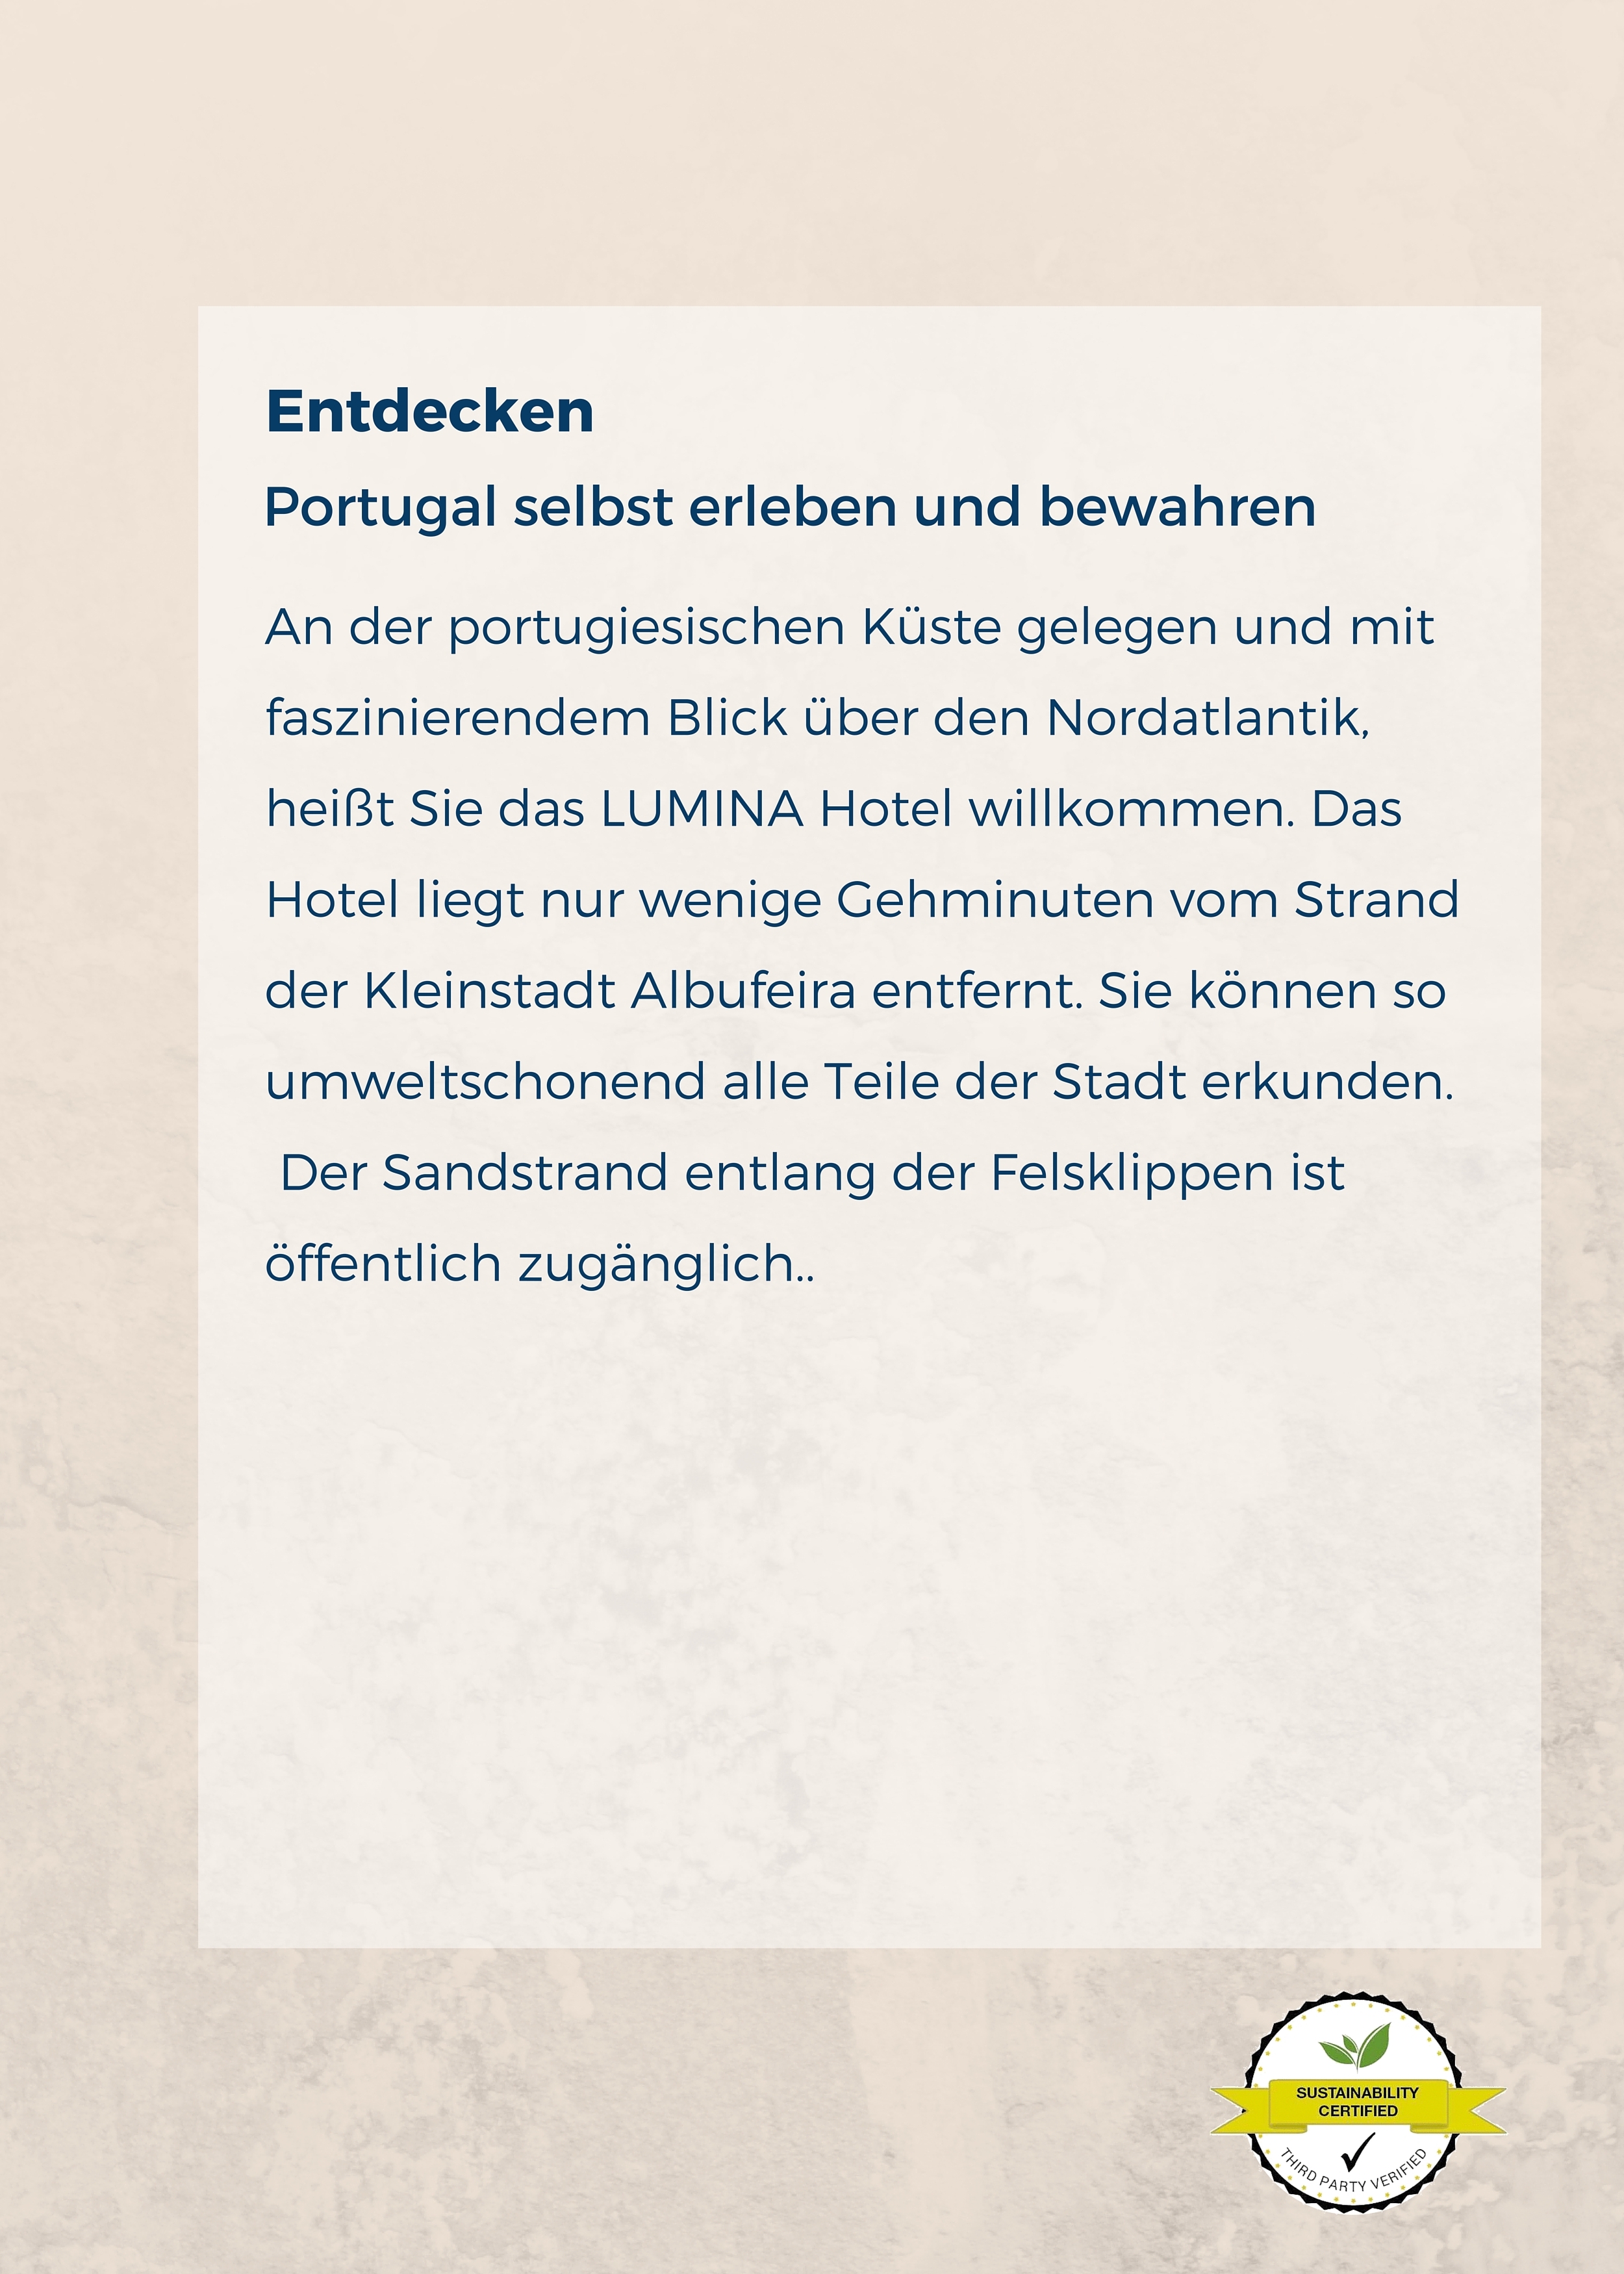 Entdecken
Portugal selbst erleben und bewahren
An der portugiesischen Küste gelegen und mit
faszinierendem Blick über den Nordatlantik,
heißt Sie das LUMINA Hotel willkommen. Das
Hotel liegt nur wenige Gehminuten vom Strand
der Kleinstadt Albufeira entfernt. Sie können so
umweltschonend alle Teile der Stadt erkunden.
Der Sandstrand entlang der Felsklippen ist
öffentlich zugänglich..
SUSTAINABILITY
CERTIFIED
THIRD PARTY VERIFIED